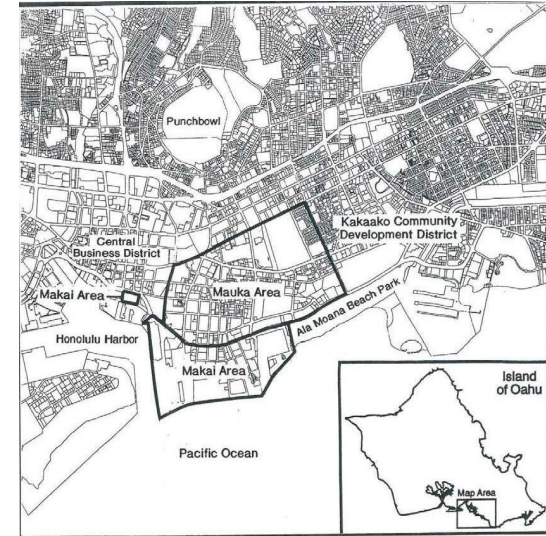 Punchbowl
Kakaako Community
Development District
Central
Business District
Makai Area
Mauka Area
Ala Moana Beach Park
Honolulu Harbor
Makai Area
Pacific Ocean
Island
of Oahu
Map Area